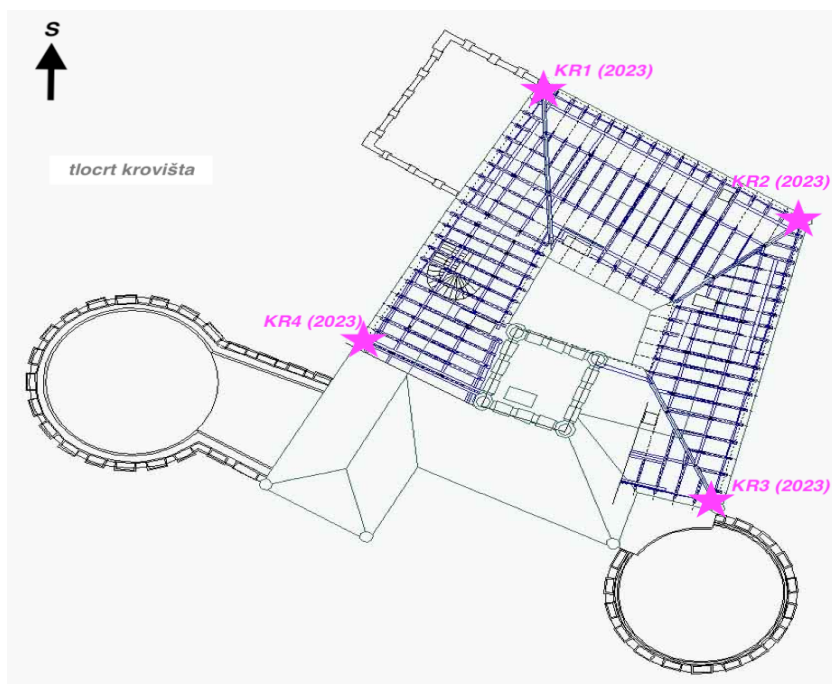 S
KR1 (2023)
tlocrt krovišta
KR2 (2023)
KR4 (2023)
KR3 (2023)